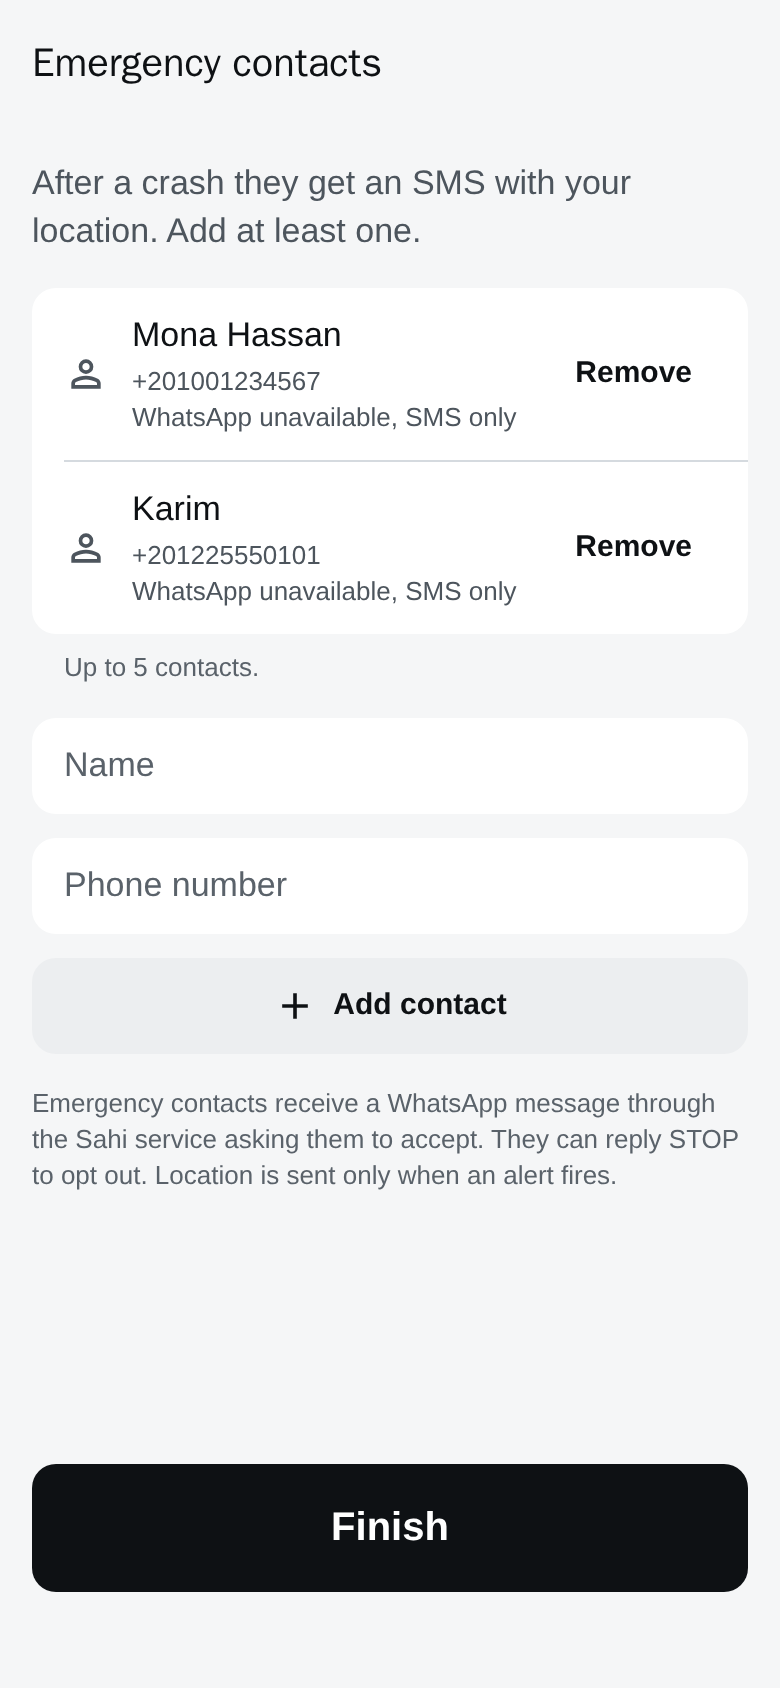 Emergency contacts
After a crash they get an SMS with your
location. Add at least one.
Mona Hassan
+201001234567
WhatsApp unavailable, SMS only
Remove
Karim
+201225550101
WhatsApp unavailable, SMS only
Remove
Up to 5 contacts.
Name
Phone number
+ Add contact
Emergency contacts receive a WhatsApp message through
the Sahi service asking them to accept. They can reply STOP
to opt out. Location is sent only when an alert fires.
Finish